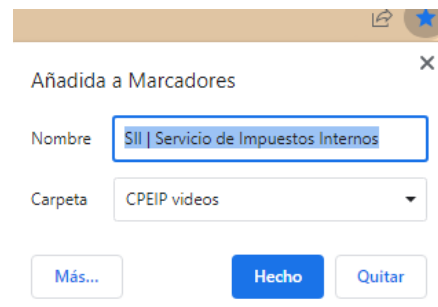 Añadida a Marcadores
Nombre SII | Servicio de Impuestos Internos
Carpeta CPEIP videos
Más... Hecho Quitar